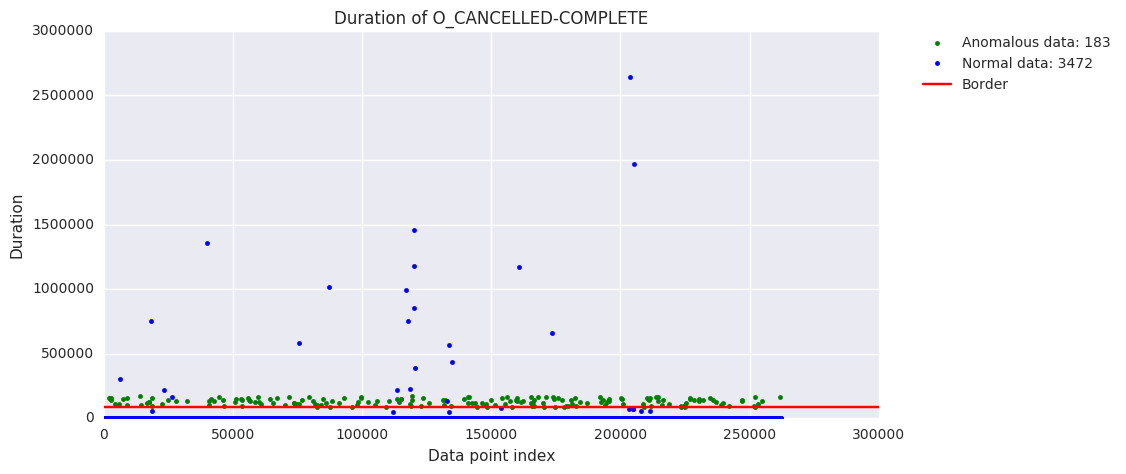 Duration of O_CANCELLED-COMPLETE
3000000
2500000
2000000
1500000
1000000
500000
0
Duration
0 50000 100000 150000 200000 250000 300000
Data point index
Anomalous data: 183
Normal data: 3472
Border